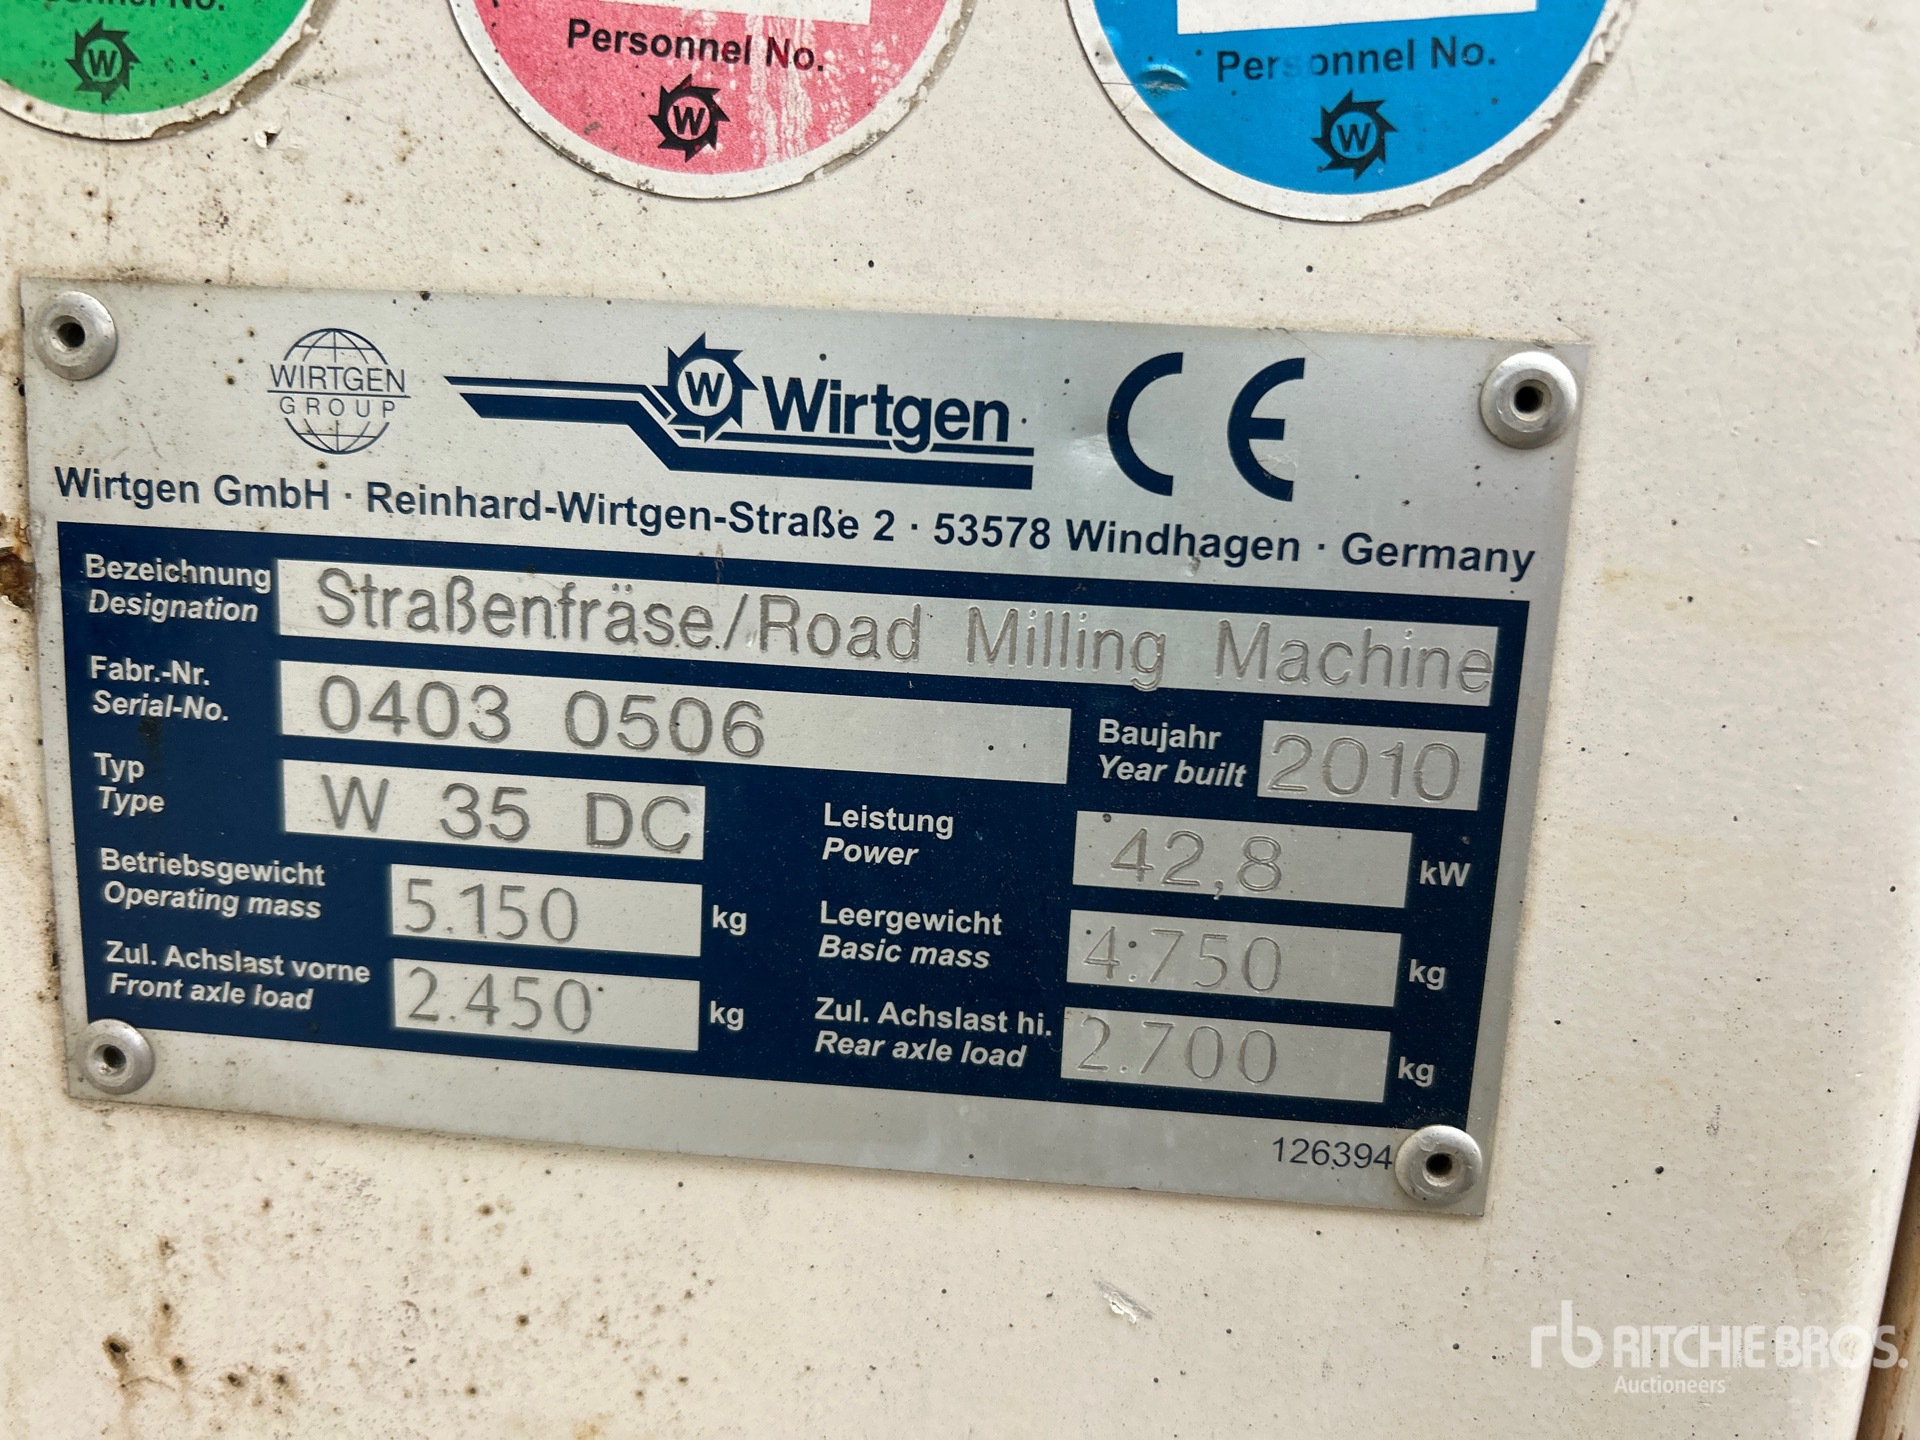 Personnel No.
W
Personnel No.
W
Personnel No.
W
WIRTGEN
GROUP
W Wirtgen CE
Wirtgen GmbH · Reinhard-Wirtgen-Straße 2 · 53578 Windhagen · Germany
Bezeichnung
Designation
Straßenfräse/Road Milling Machine
Fabr.-Nr.
Serial-No.
0403 0506
Baujahr
Year built
2010
Typ
Type
W 35 DC
Leistung
Power
42,8 kW
Betriebsgewicht
Operating mass
5.150 kg
Leergewicht
Basic mass
4.750 kg
Zul. Achslast vorne
Front axle load
2.450 kg
Zul. Achslast hi.
Rear axle load
2.700 kg
126394
rb RITCHIE BROS.
Auctioneers